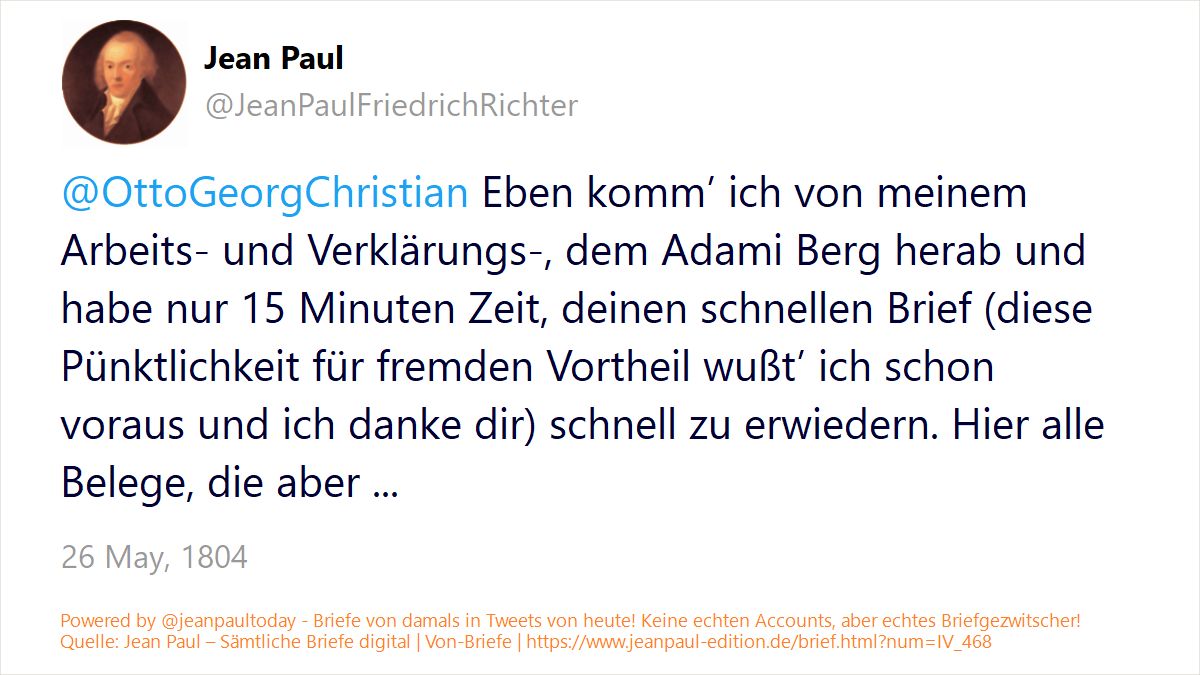 Jean Paul
@JeanPaulFriedrichRichter
@OttoGeorgChristian Eben komm’ ich von meinem
Arbeits- und Verklärungs-, dem Adami Berg herab und
habe nur 15 Minuten Zeit, deinen schnellen Brief (diese
Pünktlichkeit für fremden Vortheil wußt’ ich schon
voraus und ich danke dir) schnell zu erwiedern. Hier alle
Belege, die aber ...
26 May, 1804
Powered by @jeanpaultoday - Briefe von damals in Tweets von heute! Keine echten Accounts, aber echtes Briefgezwitscher!
Quelle: Jean Paul – Sämtliche Briefe digital | Von-Briefe | https://www.jeanpaul-edition.de/brief.html?num=IV_468